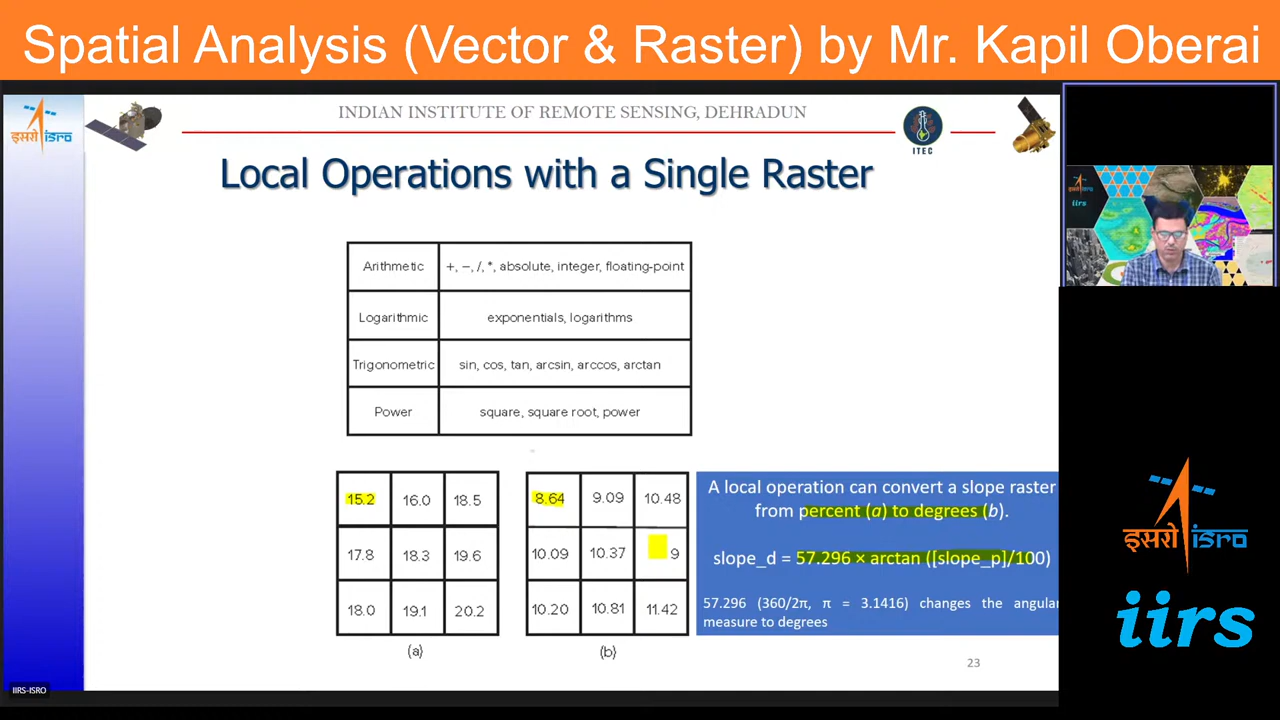 Spatial Analysis (Vector & Raster) by Mr. Kapil Oberai
INDIAN INSTITUTE OF REMOTE SENSING, DEHRADUN
इसरो isro
ITEC
Local Operations with a Single Raster
Arithmetic +, −, /, *, absolute, integer, floating-point
Logarithmic exponentials, logarithms
Trigonometric sin, cos, tan, arcsin, arccos, arctan
Power square, square root, power
15.2 16.0 18.5
17.8 18.3 19.6
18.0 19.1 20.2
(a)
8.64 9.09 10.48
10.09 10.37 9
10.20 10.81 11.42
(b)
A local operation can convert a slope raster
from percent (a) to degrees (b).
slope_d = 57.296 × arctan ([slope_p]/100)
57.296 (360/2π, π = 3.1416) changes the angular
measure to degrees
23
IIRS-ISRO
iirs
इसरो isro
iirs